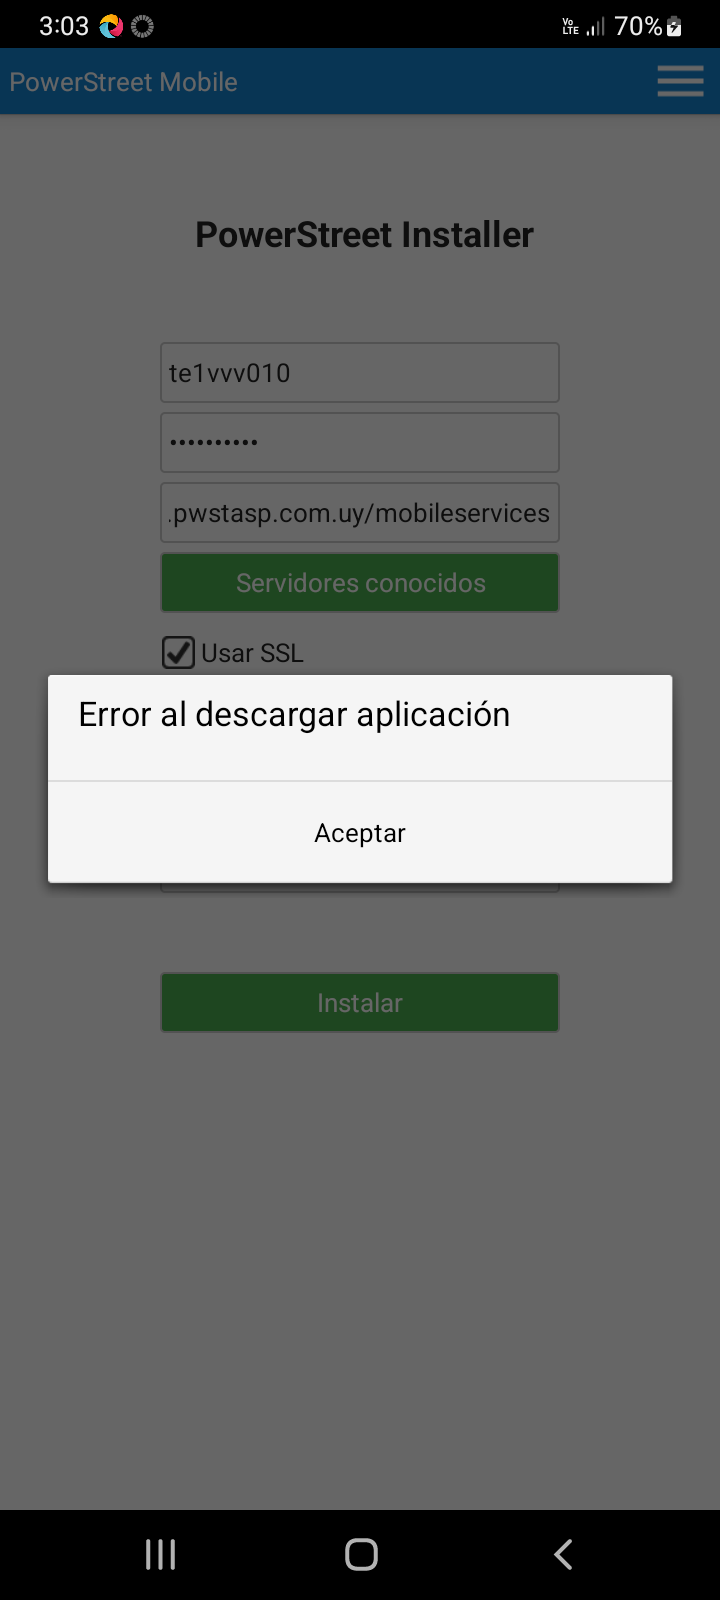 3:03 Vo LTE 70%
PowerStreet Mobile
PowerStreet Installer
te1vvv010
••••••••••
.pwstasp.com.uy/mobileservices
Servidores conocidos
Usar SSL
Error al descargar aplicación
Aceptar
Instalar